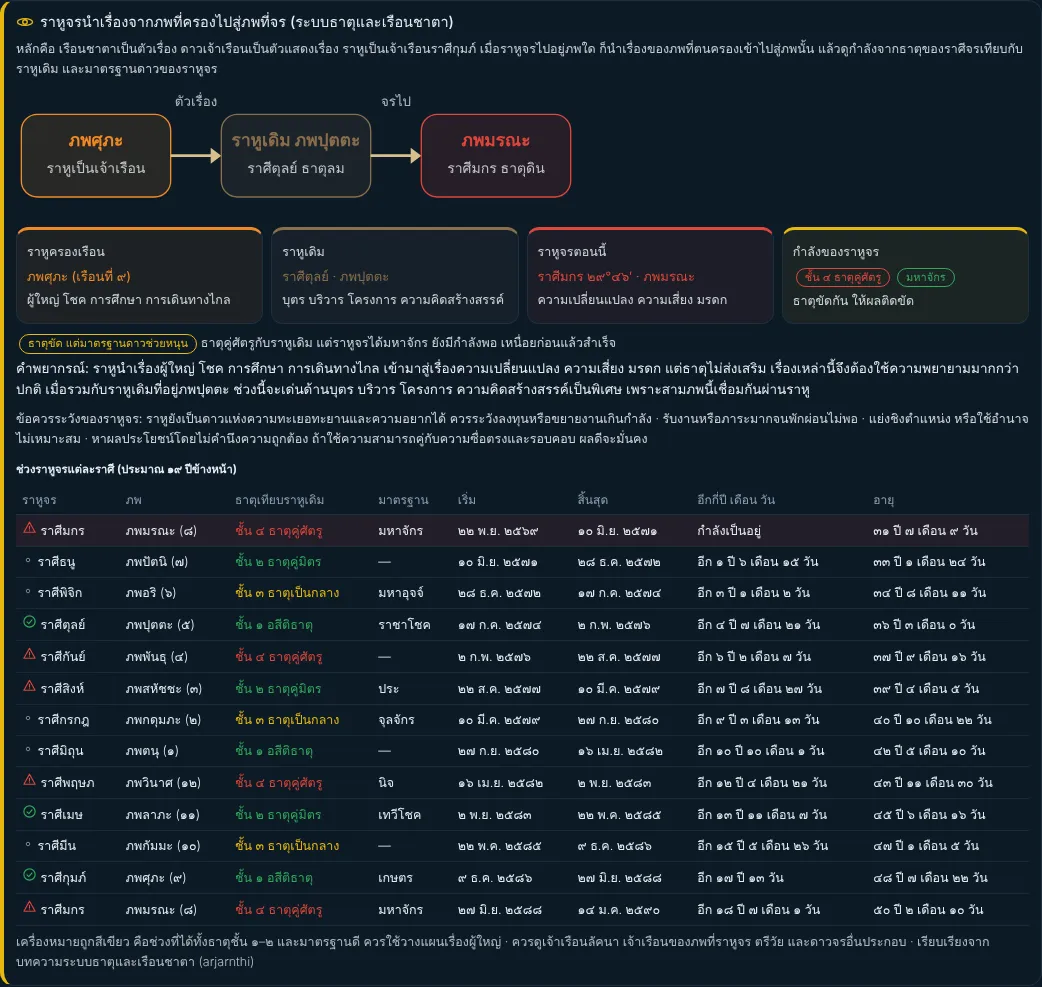 ราหูจรนำเรื่องจากภพที่ครองไปสู่ภพที่จร (ระบบธาตุและเรือนชาตา)
หลักคือ เรือนชาตาเป็นตัวเรื่อง ดาวเจ้าเรือนเป็นตัวแสดงเรื่อง ราหูเป็นเจ้าเรือนราศีกุมภ์ เมื่อราหูจรไปอยู่ภพใด ก็นำเรื่องของภพที่ตนครองเข้าไปสู่ภพนั้น แล้วดูกำลังจากธาตุของราศีจรเทียบกับ
ราหูเดิม และมาตรฐานดาวของราหูจร
ตัวเรื่อง จรไป
ภพศุภะ ราหูเดิม ภพปุตตะ ภพมรณะ
ราหูเป็นเจ้าเรือน ราศีตุลย์ ธาตุลม ราศีมกร ธาตุดิน
ราหูครองเรือน
ภพศุภะ (เรือนที่ ๙)
ผู้ใหญ่ โชค การศึกษา การเดินทางไกล
ราหูเดิม
ราศีตุลย์ · ภพปุตตะ
บุตร บริวาร โครงการ ความคิดสร้างสรรค์
ราหูจรตอนนี้
ราศีมกร ๒๙°๔๖' · ภพมรณะ
ความเปลี่ยนแปลง ความเสี่ยง มรดก
กำลังของราหูจร
ชั้น ๔ ธาตุคู่ศัตรู มหาจักร
ธาตุขัดกัน ให้ผลติดขัด
ธาตุขัด แต่มาตรฐานดาวช่วยหนุน ธาตุคู่ศัตรูกับราหูเดิม แต่ราหูจรได้มหาจักร ยังมีกำลังพอ เหนื่อยก่อนแล้วสำเร็จ
คำพยากรณ์: ราหูนำเรื่องผู้ใหญ่ โชค การศึกษา การเดินทางไกล เข้ามาสู่เรื่องความเปลี่ยนแปลง ความเสี่ยง มรดก แต่ธาตุไม่ส่งเสริม เรื่องเหล่านี้จึงต้องใช้ความพยายามมากกว่า
ปกติ เมื่อรวมกับราหูเดิมที่อยู่ภพปุตตะ ช่วงนี้จะเด่นด้านบุตร บริวาร โครงการ ความคิดสร้างสรรค์เป็นพิเศษ เพราะสามภพนี้เชื่อมกันผ่านราหู
ข้อควรระวังของราหูจร: ราหูยังเป็นดาวแห่งความทะเยอทะยานและความอยากได้ ควรระวังลงทุนหรือขยายงานเกินกำลัง · รับงานหรือภาระมากจนพักผ่อนไม่พอ · แย่งชิงตำแหน่ง หรือใช้อำนาจ
ไม่เหมาะสม · หาผลประโยชน์โดยไม่คำนึงความถูกต้อง ถ้าใช้ความสามารถคู่กับความซื่อตรงและรอบคอบ ผลดีจะมั่นคง
ช่วงราหูจรแต่ละราศี (ประมาณ ๑๙ ปีข้างหน้า)
ราหูจร ภพ ธาตุเทียบราหูเดิม มาตรฐาน เริ่ม สิ้นสุด อีกกี่ปี เดือน วัน อายุ
ราศีมกร ภพมรณะ (๘) ชั้น ๔ ธาตุคู่ศัตรู มหาจักร ๒๒ พ.ย. ๒๕๖๙ ๑๐ มิ.ย. ๒๕๗๑ กำลังเป็นอยู่ ๓๑ ปี ๗ เดือน ๙ วัน
ราศีธนู ภพปัตนิ (๗) ชั้น ๒ ธาตุคู่มิตร — ๑๐ มิ.ย. ๒๕๗๑ ๒๘ ธ.ค. ๒๕๗๒ อีก ๑ ปี ๖ เดือน ๑๕ วัน ๓๓ ปี ๑ เดือน ๒๔ วัน
ราศีพิจิก ภพอริ (๖) ชั้น ๓ ธาตุเป็นกลาง มหาอุจจ์ ๒๘ ธ.ค. ๒๕๗๒ ๑๗ ก.ค. ๒๕๗๔ อีก ๓ ปี ๑ เดือน ๒ วัน ๓๔ ปี ๘ เดือน ๑๑ วัน
ราศีตุลย์ ภพปุตตะ (๕) ชั้น ๑ อสีติธาตุ ราชาโชค ๑๗ ก.ค. ๒๕๗๔ ๒ ก.พ. ๒๕๗๖ อีก ๔ ปี ๗ เดือน ๒๑ วัน ๓๖ ปี ๓ เดือน ๐ วัน
ราศีกันย์ ภพพันธุ (๔) ชั้น ๔ ธาตุคู่ศัตรู — ๒ ก.พ. ๒๕๗๖ ๒๒ ส.ค. ๒๕๗๗ อีก ๖ ปี ๒ เดือน ๗ วัน ๓๗ ปี ๙ เดือน ๑๖ วัน
ราศีสิงห์ ภพสหัชชะ (๓) ชั้น ๒ ธาตุคู่มิตร ประ ๒๒ ส.ค. ๒๕๗๗ ๑๐ มี.ค. ๒๕๗๙ อีก ๗ ปี ๘ เดือน ๒๗ วัน ๓๙ ปี ๔ เดือน ๕ วัน
ราศีกรกฎ ภพกดุมภะ (๒) ชั้น ๓ ธาตุเป็นกลาง จุลจักร ๑๐ มี.ค. ๒๕๗๙ ๒๗ ก.ย. ๒๕๘๐ อีก ๙ ปี ๓ เดือน ๑๓ วัน ๔๐ ปี ๑๐ เดือน ๒๒ วัน
ราศีมิถุน ภพตนุ (๑) ชั้น ๑ อสีติธาตุ — ๒๗ ก.ย. ๒๕๘๐ ๑๖ เม.ย. ๒๕๘๒ อีก ๑๐ ปี ๑๐ เดือน ๑ วัน ๔๒ ปี ๕ เดือน ๑๐ วัน
ราศีพฤษภ ภพวินาศ (๑๒) ชั้น ๔ ธาตุคู่ศัตรู นิจ ๑๖ เม.ย. ๒๕๘๒ ๒ พ.ย. ๒๕๘๓ อีก ๑๒ ปี ๔ เดือน ๒๑ วัน ๔๓ ปี ๑๑ เดือน ๓๐ วัน
ราศีเมษ ภพลาภะ (๑๑) ชั้น ๒ ธาตุคู่มิตร เทวีโชค ๒ พ.ย. ๒๕๘๓ ๒๒ พ.ค. ๒๕๘๕ อีก ๑๓ ปี ๑๑ เดือน ๗ วัน ๔๕ ปี ๖ เดือน ๑๖ วัน
ราศีมีน ภพกัมมะ (๑๐) ชั้น ๓ ธาตุเป็นกลาง — ๒๒ พ.ค. ๒๕๘๕ ๙ ธ.ค. ๒๕๘๖ อีก ๑๕ ปี ๕ เดือน ๒๖ วัน ๔๗ ปี ๑ เดือน ๕ วัน
ราศีกุมภ์ ภพศุภะ (๙) ชั้น ๑ อสีติธาตุ เกษตร ๙ ธ.ค. ๒๕๘๖ ๒๗ มิ.ย. ๒๕๘๘ อีก ๑๗ ปี ๑๓ วัน ๔๘ ปี ๗ เดือน ๒๒ วัน
ราศีมกร ภพมรณะ (๘) ชั้น ๔ ธาตุคู่ศัตรู มหาจักร ๒๗ มิ.ย. ๒๕๘๘ ๑๔ ม.ค. ๒๕๙๐ อีก ๑๘ ปี ๗ เดือน ๑ วัน ๕๐ ปี ๒ เดือน ๑๐ วัน
เครื่องหมายถูกสีเขียว คือช่วงที่ได้ทั้งธาตุชั้น ๑–๒ และมาตรฐานดี ควรใช้วางแผนเรื่องผู้ใหญ่ · ควรดูเจ้าเรือนลัคนา เจ้าเรือนของภพที่ราหูจร ตรีวัย และดาวจรอื่นประกอบ · เรียบเรียงจาก
บทความระบบธาตุและเรือนชาตา (arjarnthi)